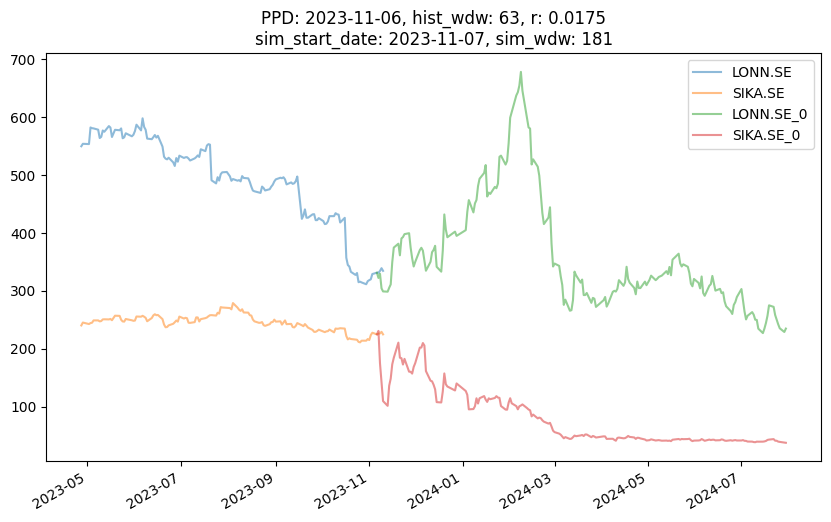 PPD: 2023-11-06, hist_wdw: 63, r: 0.0175
sim_start_date: 2023-11-07, sim_wdw: 181
700
600
500
400
300
200
100
LONN.SE
SIKA.SE
LONN.SE_0
SIKA.SE_0
2023-05
2023-07
2023-09
2023-11
2024-01
2024-03
2024-05
2024-07